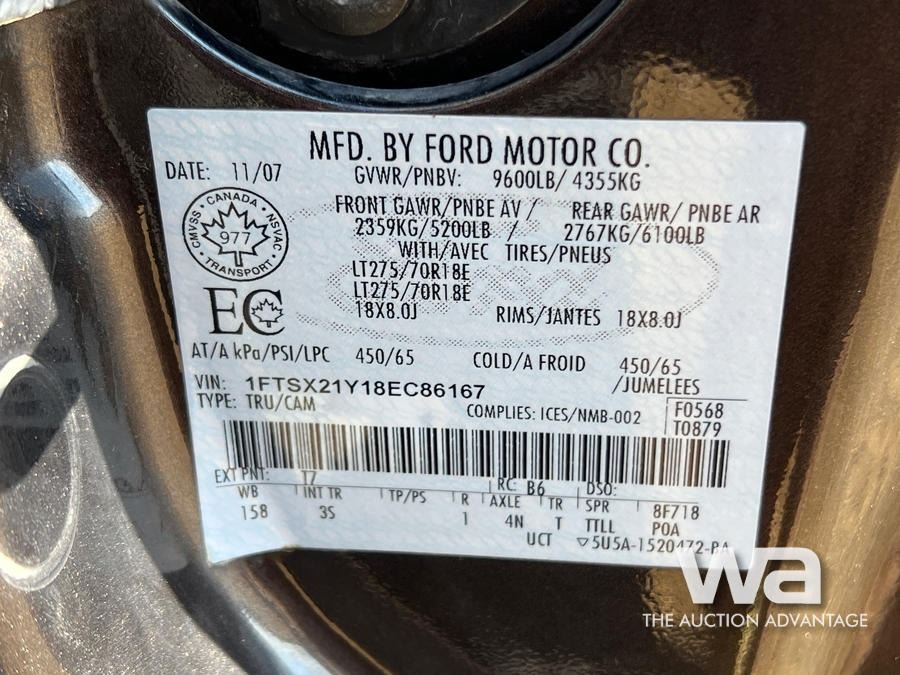 MFD. BY FORD MOTOR CO.
DATE: 11/07
GVWR/PNBV: 9600LB/ 4355KG
CMVSS • CANADA • NSVAC
977
• TRANSPORT •
FRONT GAWR/PNBE AV / REAR GAWR/ PNBE AR
2359KG/5200LB / 2767KG/6100LB
WITH/AVEC TIRES/PNEUS
LT275/70R18E
LT275/70R18E
18X8.0J RIMS/JANTES 18X8.0J
EC
AT/A kPa/PSI/LPC 450/65 COLD/A FROID 450/65
/JUMELEES
VIN: 1FTSX21Y18EC86167
TYPE: TRU/CAM
COMPLIES: ICES/NMB-002
F0568
T0879
EXT PNT: T7 RC: B6 DSO:
WB INT TR TP/PS R AXLE TR SPR 8F718
158 3S 1 4N T TTLL POA
UCT ▽5U5A-1520472-BA
wa
THE AUCTION ADVANTAGE